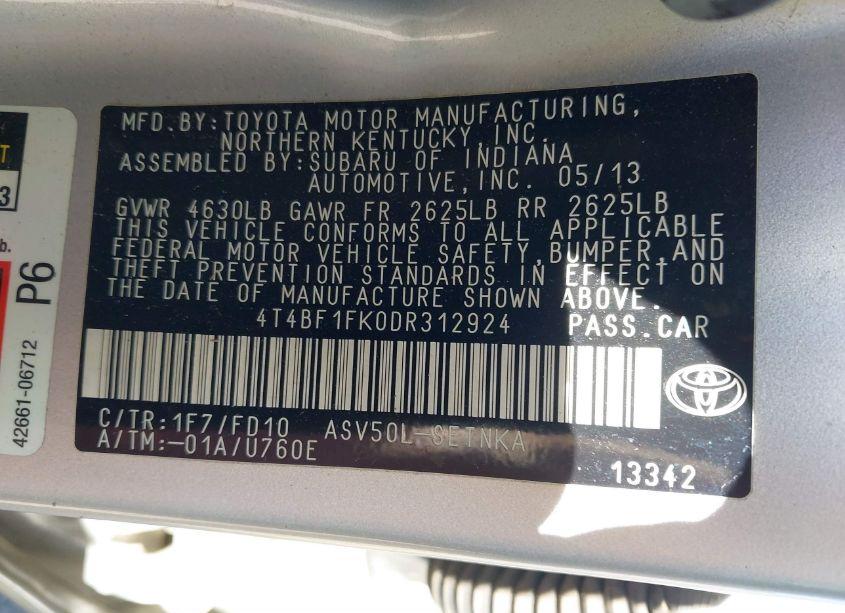 MFD.BY:TOYOTA MOTOR MANUFACTURING,
NORTHERN KENTUCKY,INC.
ASSEMBLED BY:SUBARU OF INDIANA
AUTOMOTIVE,INC. 05/13
GVWR 4630LB GAWR FR 2625LB RR 2625LB
THIS VEHICLE CONFORMS TO ALL APPLICABLE
FEDERAL MOTOR VEHICLE SAFETY,BUMPER,AND
THEFT PREVENTION STANDARDS IN EFFECT ON
THE DATE OF MANUFACTURE SHOWN ABOVE.
4T4BF1FK0DR312924 PASS.CAR
C/TR:1F7/FD10 ASV50L-SETNKA
A/TM:-01A/U760E
13342
P6
42661-06712